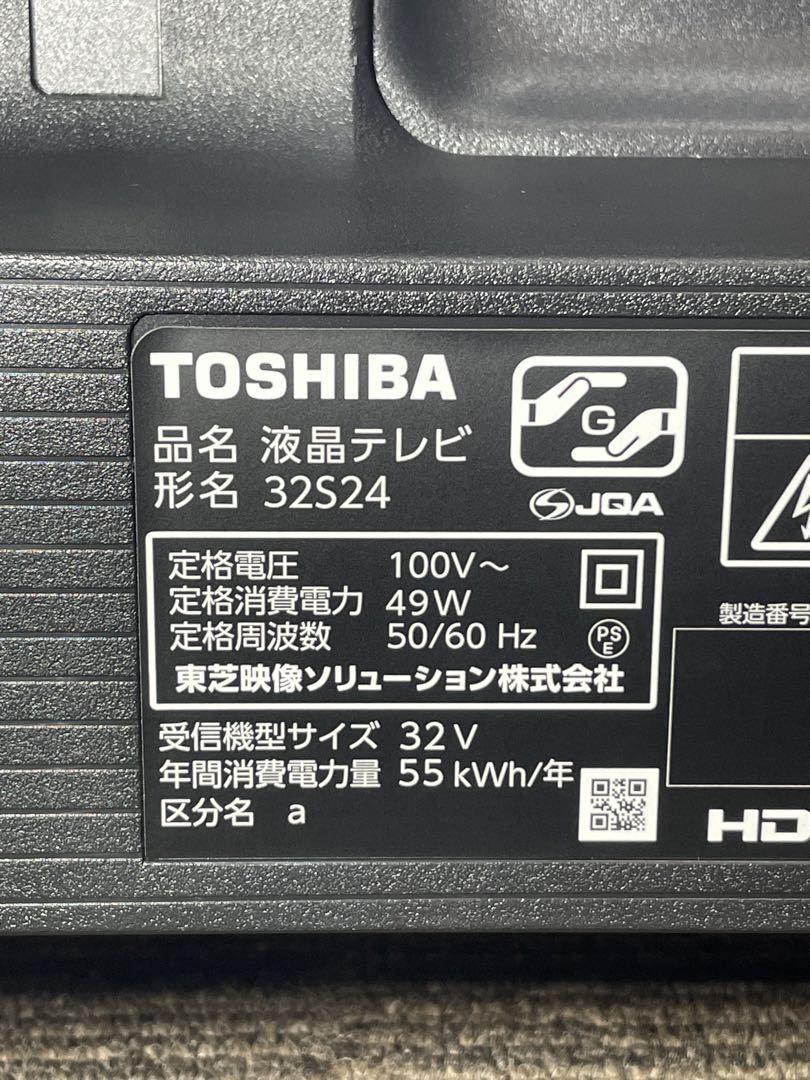 TOSHIBA
品名 液晶テレビ
形名 32S24
G
JQA
定格電圧 100V～
定格消費電力 49W
定格周波数 50/60 Hz
PS
E
東芝映像ソリューション株式会社
受信機型サイズ 32V
年間消費電力量 55kWh/年
区分名 a
製造番号
HD